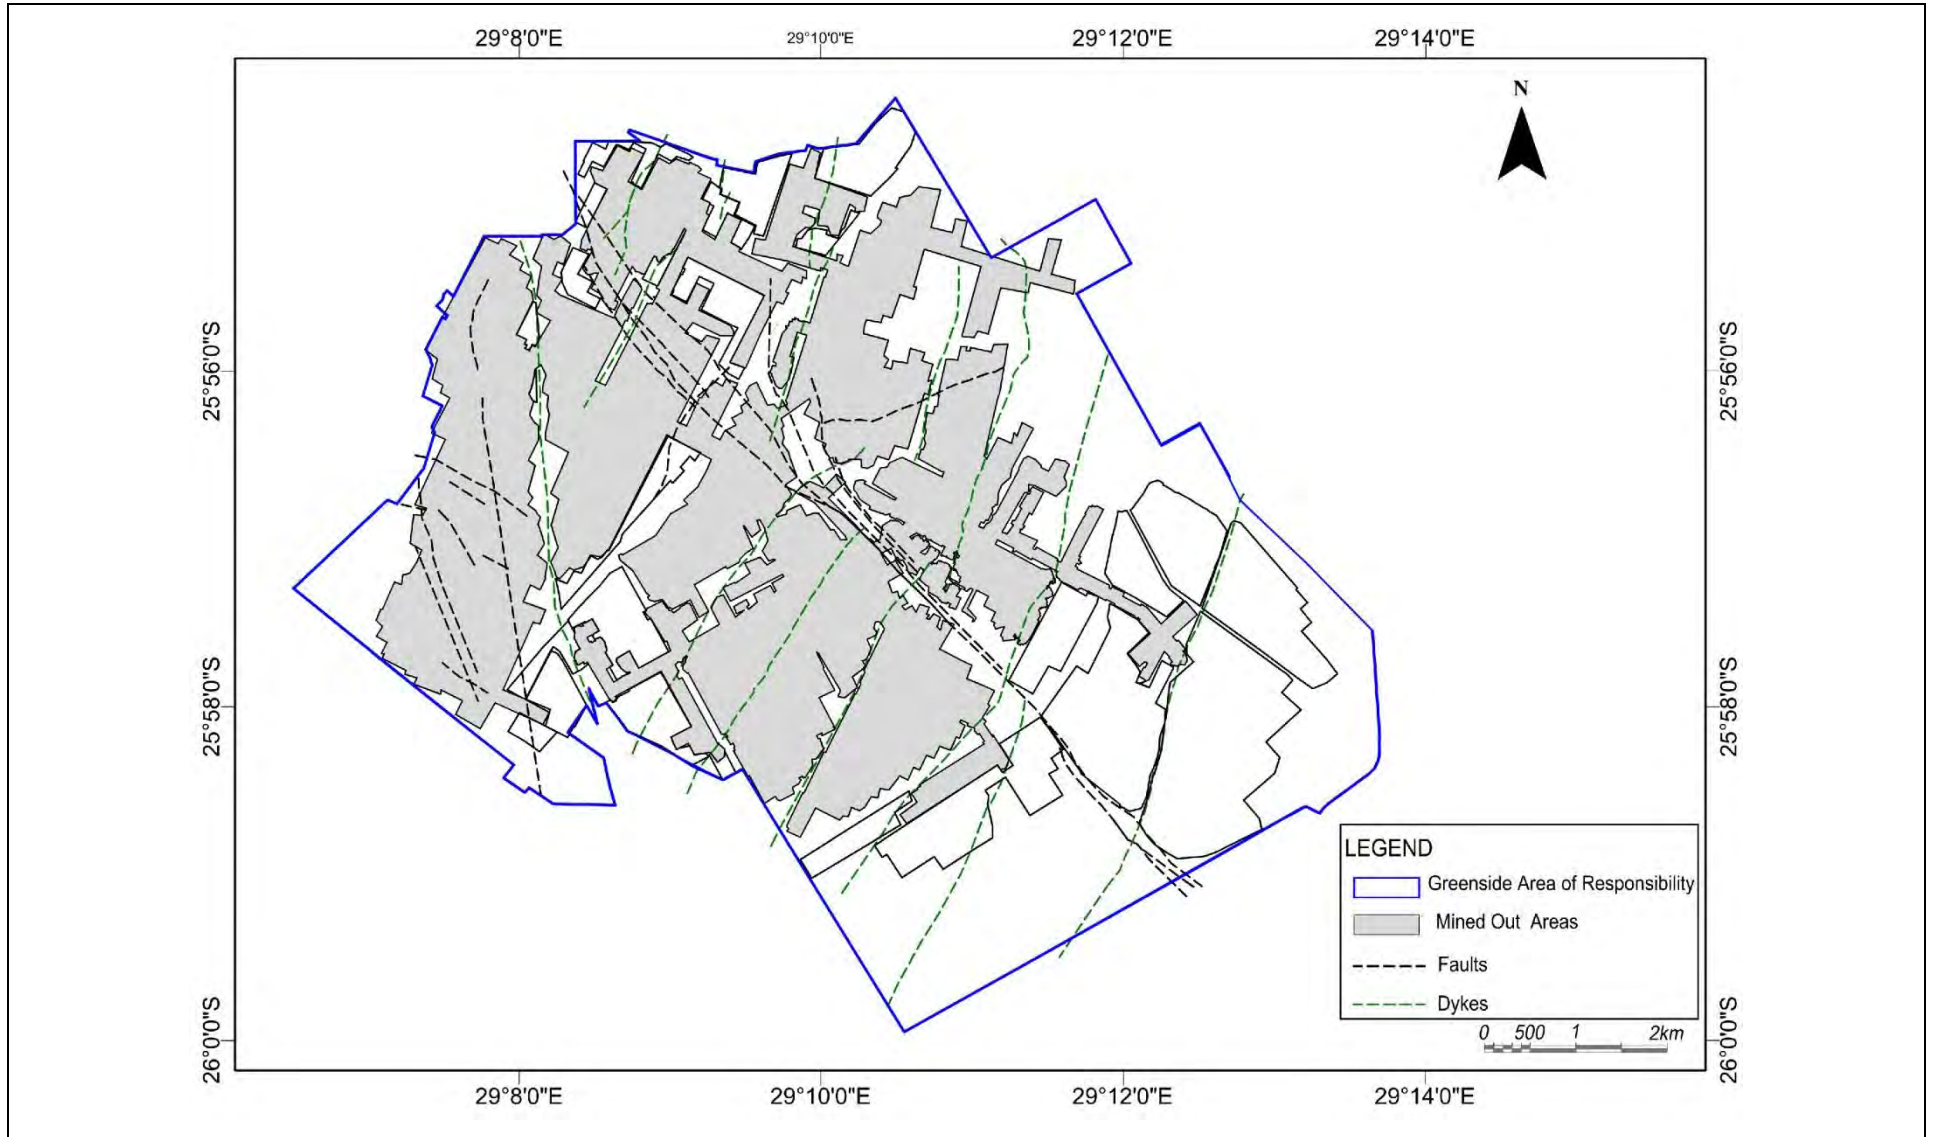 29°8'0"E 29°10'0"E 29°12'0"E 29°14'0"E
N
25°56'0"S 25°56'0"S
25°58'0"S 25°58'0"S
LEGEND
Greenside Area of Responsibility
Mined Out Areas
Faults
Dykes
0 500 1 2km
26°0'0"S 26°0'0"S
29°8'0"E 29°10'0"E 29°12'0"E 29°14'0"E